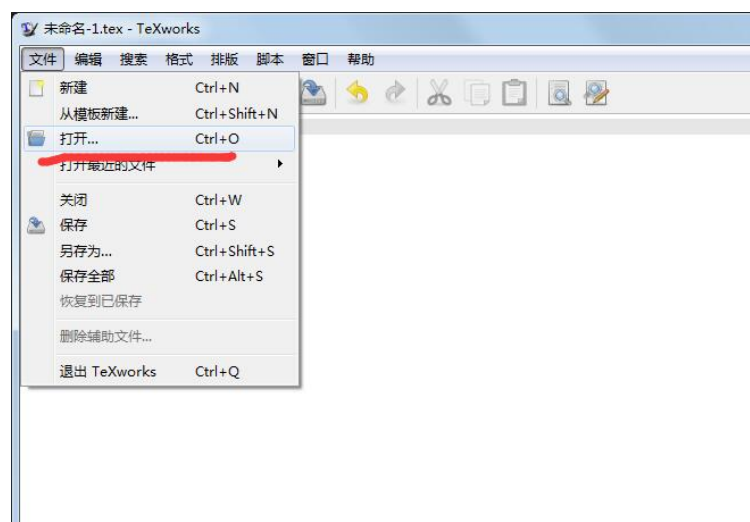 未命名-1.tex - TeXworks
文件 编辑 搜索 格式 排版 脚本 窗口 帮助
新建 Ctrl+N
从模板新建... Ctrl+Shift+N
打开... Ctrl+O
打开最近的文件
关闭 Ctrl+W
保存 Ctrl+S
另存为... Ctrl+Shift+S
保存全部 Ctrl+Alt+S
恢复到已保存
删除辅助文件...
退出 TeXworks Ctrl+Q